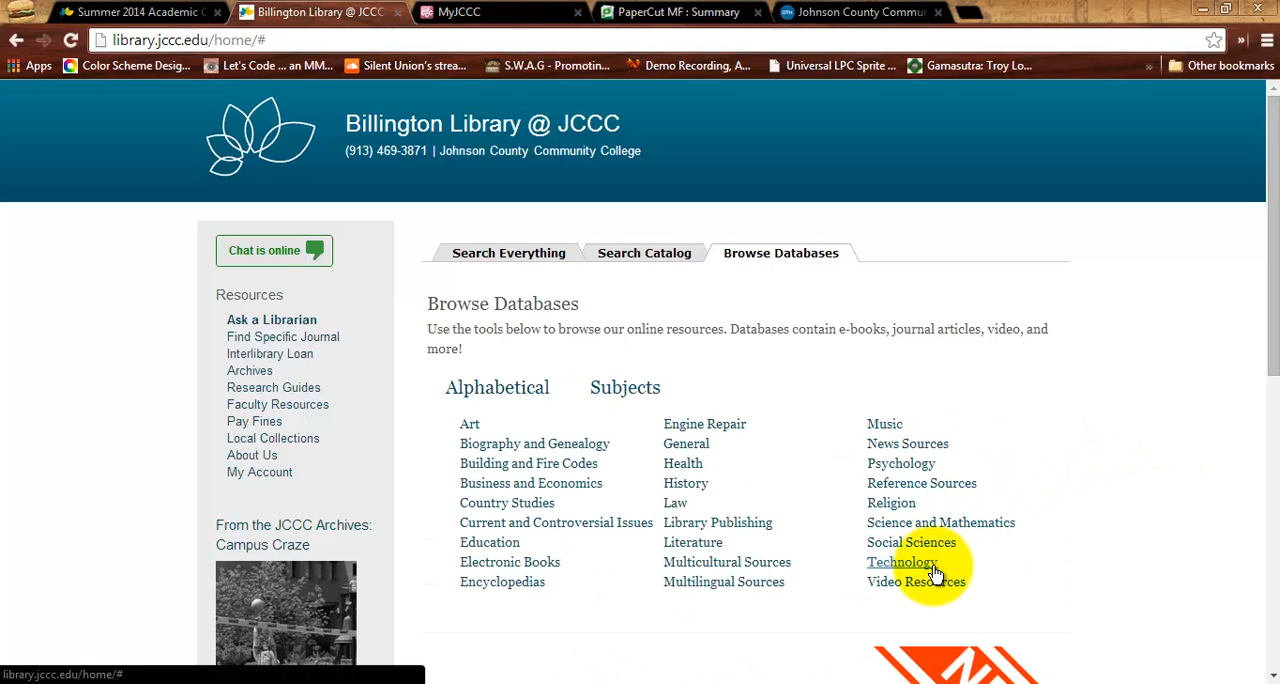 Summer 2014 Academic C
Billington Library @ JCCC
MyJCCC
PaperCut MF : Summary
Johnson County Commu
library.jccc.edu/home/#
Apps
Color Scheme Desig...
Let's Code ... an MM...
Silent Union's strea...
S.W.A.G - Promotin...
Demo Recording, A...
Universal LPC Sprite ...
Gamasutra: Troy Lo...
»
Other bookmarks
Billington Library @ JCCC
(913) 469-3871 | Johnson County Community College
Chat is online
Resources
Ask a Librarian
Find Specific Journal
Interlibrary Loan
Archives
Research Guides
Faculty Resources
Pay Fines
Local Collections
About Us
My Account
From the JCCC Archives:
Campus Craze
Search Everything
Search Catalog
Browse Databases
Browse Databases
Use the tools below to browse our online resources. Databases contain e-books, journal articles, video, and
more!
Alphabetical
Subjects
Art
Biography and Genealogy
Building and Fire Codes
Business and Economics
Country Studies
Current and Controversial Issues
Education
Electronic Books
Encyclopedias
Engine Repair
General
Health
History
Law
Library Publishing
Literature
Multicultural Sources
Multilingual Sources
Music
News Sources
Psychology
Reference Sources
Religion
Science and Mathematics
Social Sciences
Technology
Video Resources
library.jccc.edu/home/#